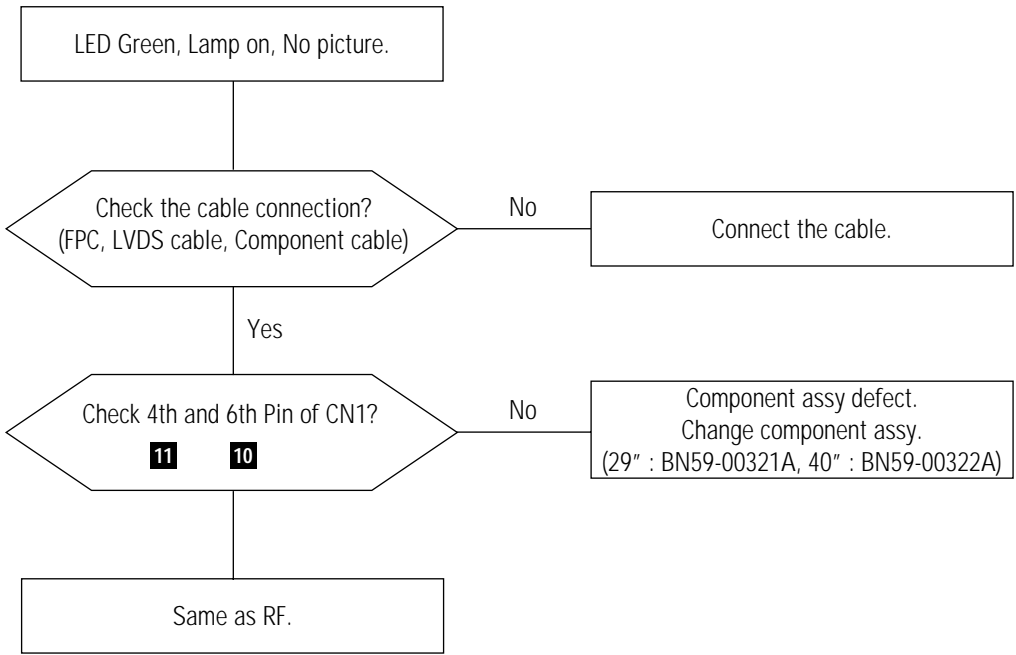 LED Green, Lamp on, No picture.
Check the cable connection?
(FPC, LVDS cable, Component cable)
No
Connect the cable.
Yes
Check 4th and 6th Pin of CN1?
11 10
No
Component assy defect.
Change component assy.
(29″ : BN59-00321A, 40″ : BN59-00322A)
Same as RF.